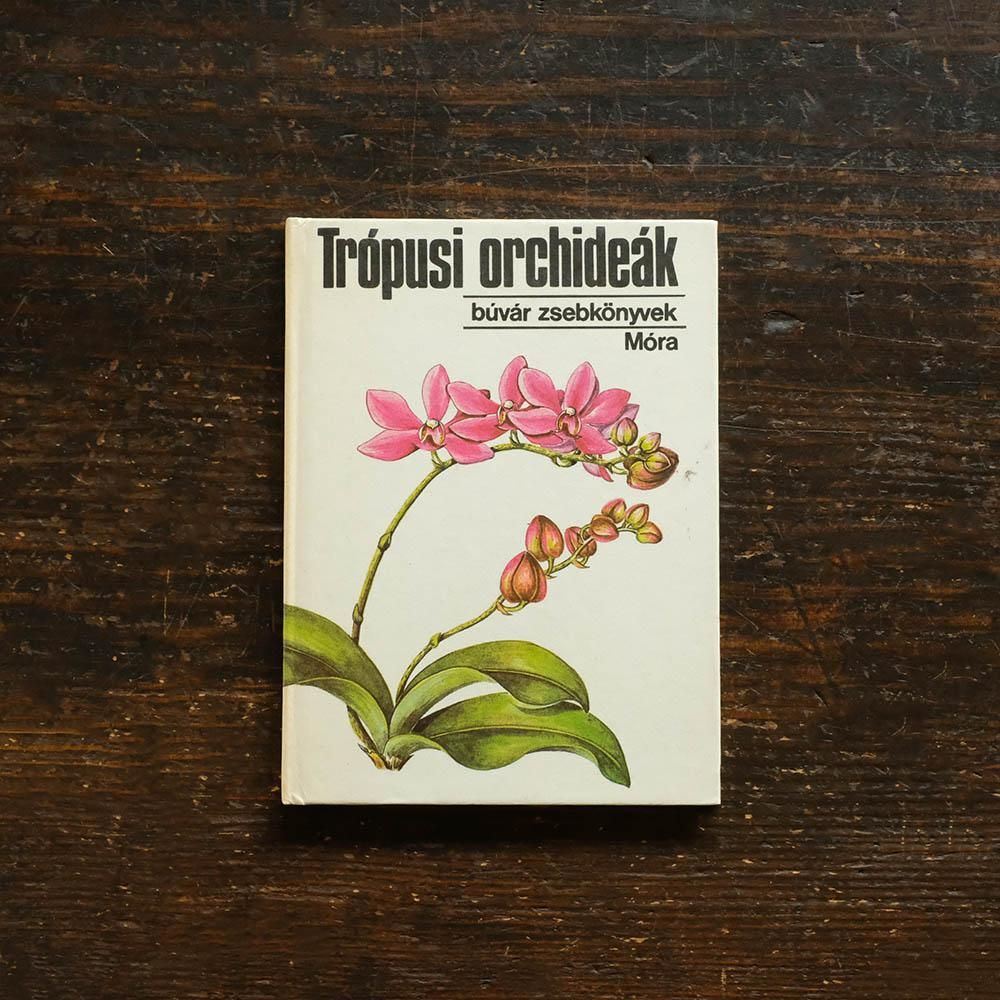 Trópusi orchideák
búvár zsebkönyvek
Móra